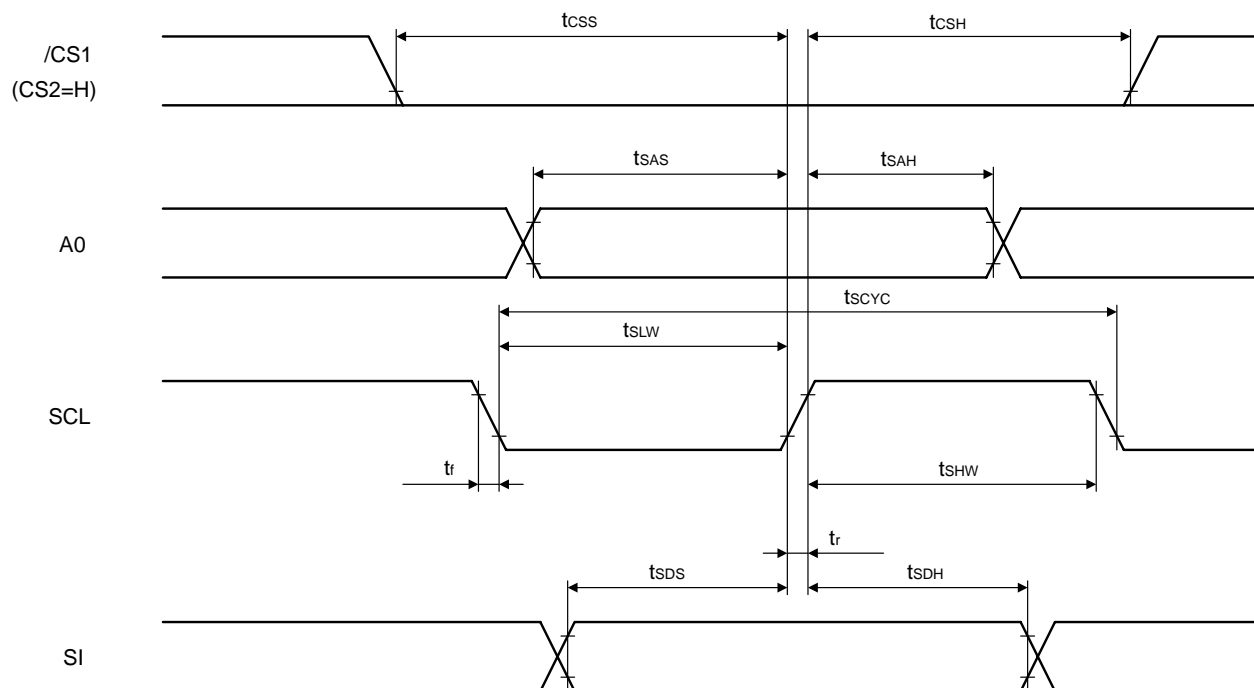 tCSS
tCSH
/CS1
(CS2=H)
tSAS
tSAH
A0
tSCYC
tSLW
SCL
tf
tSHW
tr
tSDS
tSDH
SI